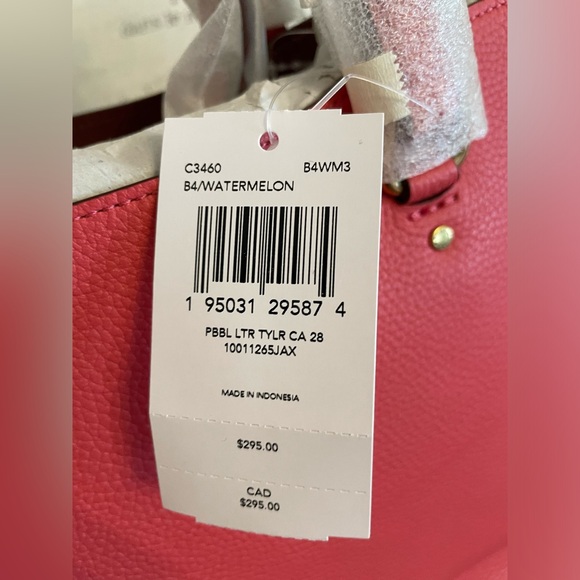 C3460 B4WM3
B4/WATERMELON
1 95031 29587 4
PBBL LTR TYLR CA 28
10011265JAX
MADE IN INDONESIA
$295.00
CAD
$295.00